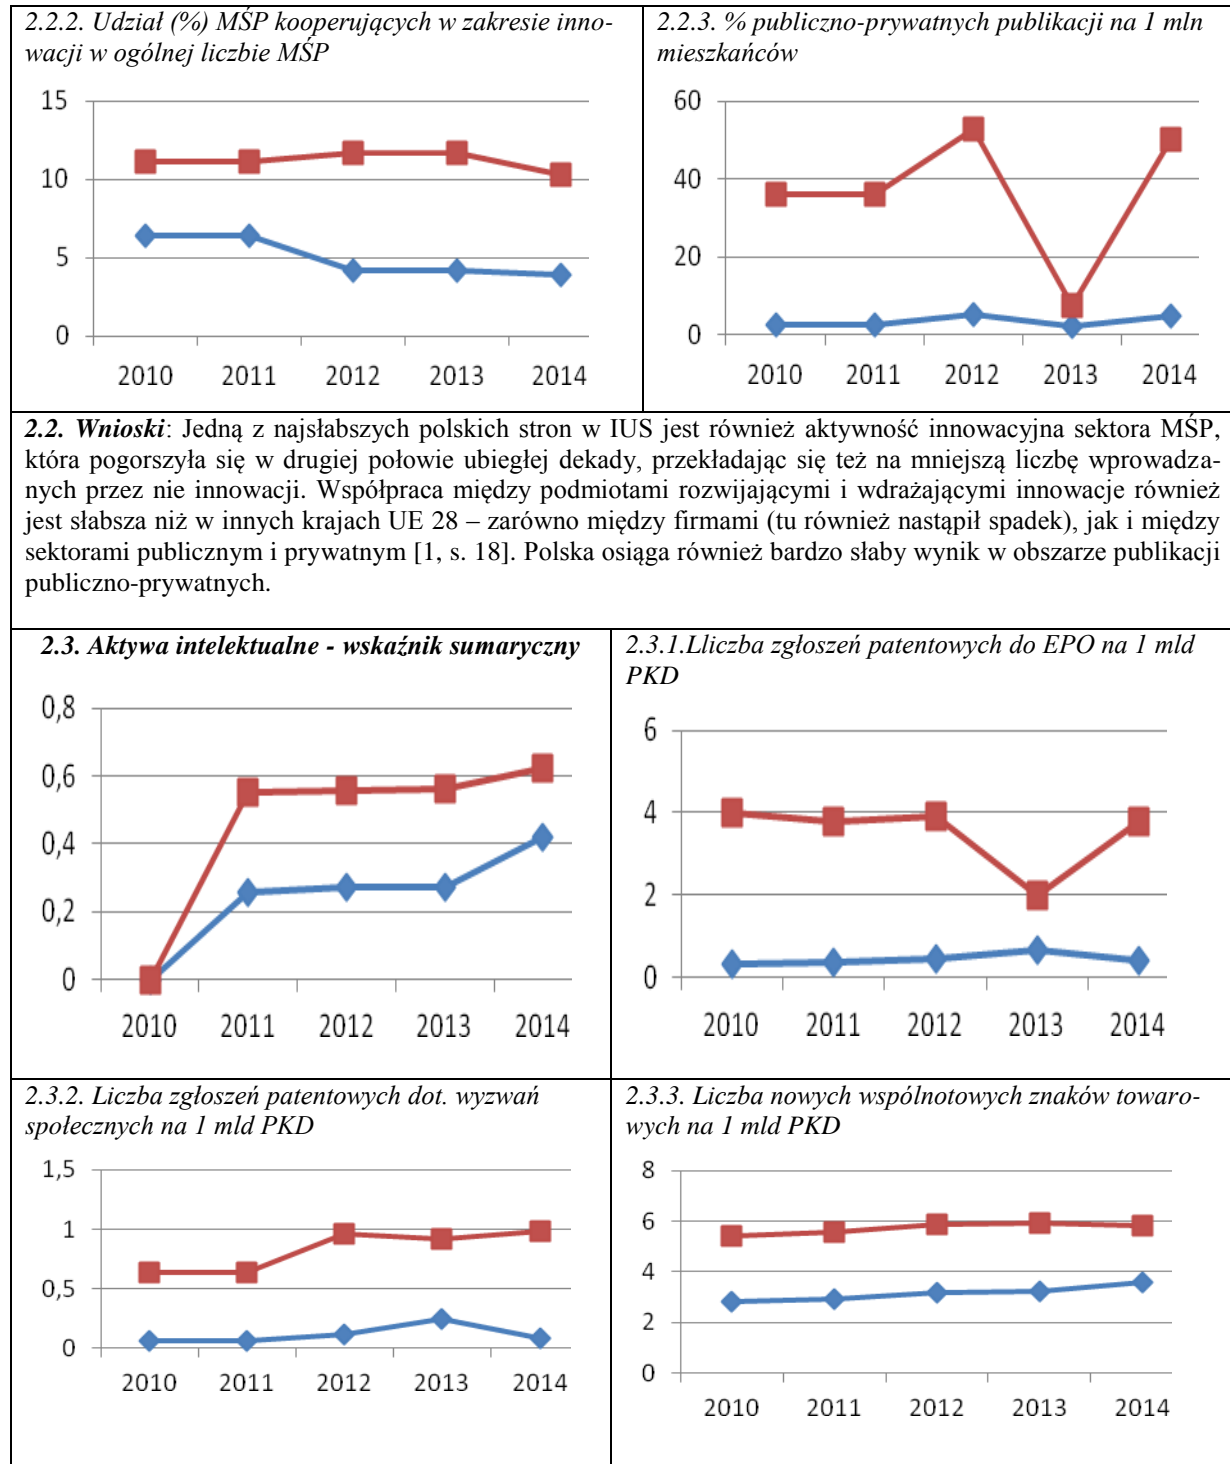 2.2.2. Udział (%) MŚP kooperujących w zakresie inno-
wacji w ogólnej liczbie MŚP
15
10
5
0
2010 2011 2012 2013 2014
2.2.3. % publiczno-prywatnych publikacji na 1 mln
mieszkańców
60
40
20
0
2010 2011 2012 2013 2014
2.2. Wnioski: Jedną z najsłabszych polskich stron w IUS jest również aktywność innowacyjna sektora MŚP,
która pogorszyła się w drugiej połowie ubiegłej dekady, przekładając się też na mniejszą liczbę wprowadza-
nych przez nie innowacji. Współpraca między podmiotami rozwijającymi i wdrażającymi innowacje również
jest słabsza niż w innych krajach UE 28 – zarówno między firmami (tu również nastąpił spadek), jak i między
sektorami publicznym i prywatnym [1, s. 18]. Polska osiąga również bardzo słaby wynik w obszarze publikacji
publiczno-prywatnych.
2.3. Aktywa intelektualne - wskaźnik sumaryczny
0,8
0,6
0,4
0,2
0
2010 2011 2012 2013 2014
2.3.1.Lliczba zgłoszeń patentowych do EPO na 1 mld
PKD
6
4
2
0
2010 2011 2012 2013 2014
2.3.2. Liczba zgłoszeń patentowych dot. wyzwań
społecznych na 1 mld PKD
1,5
1
0,5
0
2010 2011 2012 2013 2014
2.3.3. Liczba nowych wspólnotowych znaków towaro-
wych na 1 mld PKD
8
6
4
2
0
2010 2011 2012 2013 2014